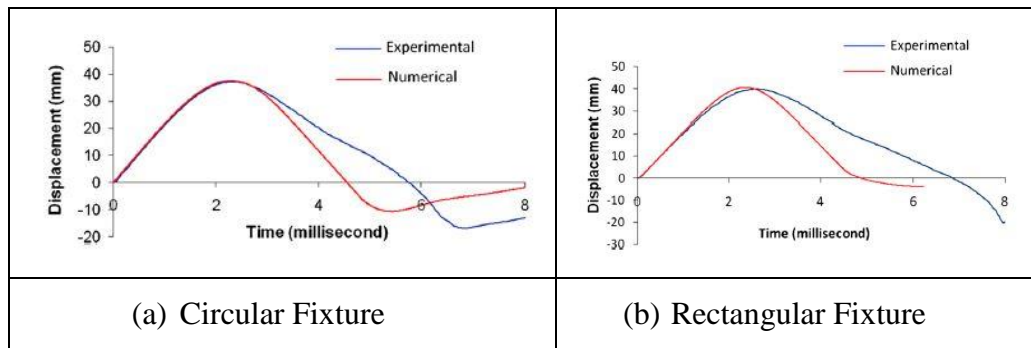 50
40
30
20
10
0
-10
-20
Displacement (mm)
0
2
4
6
8
Time (millisecond)
Experimental
Numerical
50
40
30
20
10
0
-10
-20
-30
Displacement (mm)
0
2
4
6
8
Time (millisecond)
Experimental
Numerical
(a) Circular Fixture
(b) Rectangular Fixture